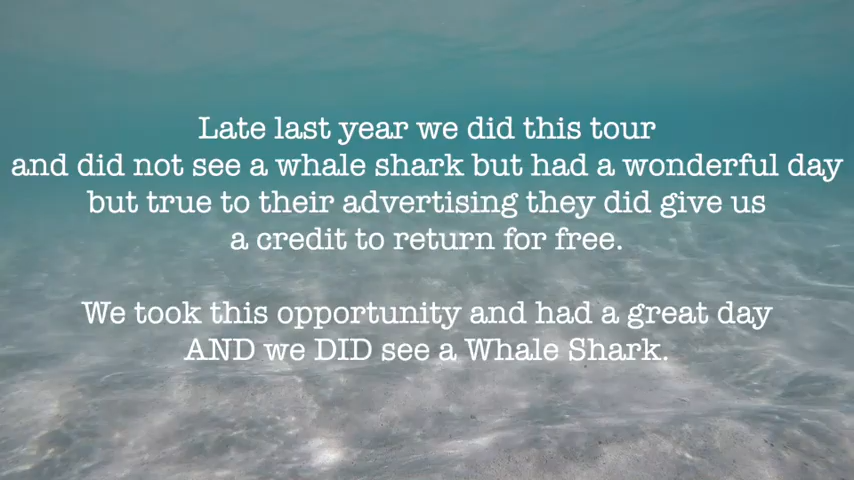 Late last year we did this tour
and did not see a whale shark but had a wonderful day
but true to their advertising they did give us
a credit to return for free.
We took this opportunity and had a great day
AND we DID see a Whale Shark.